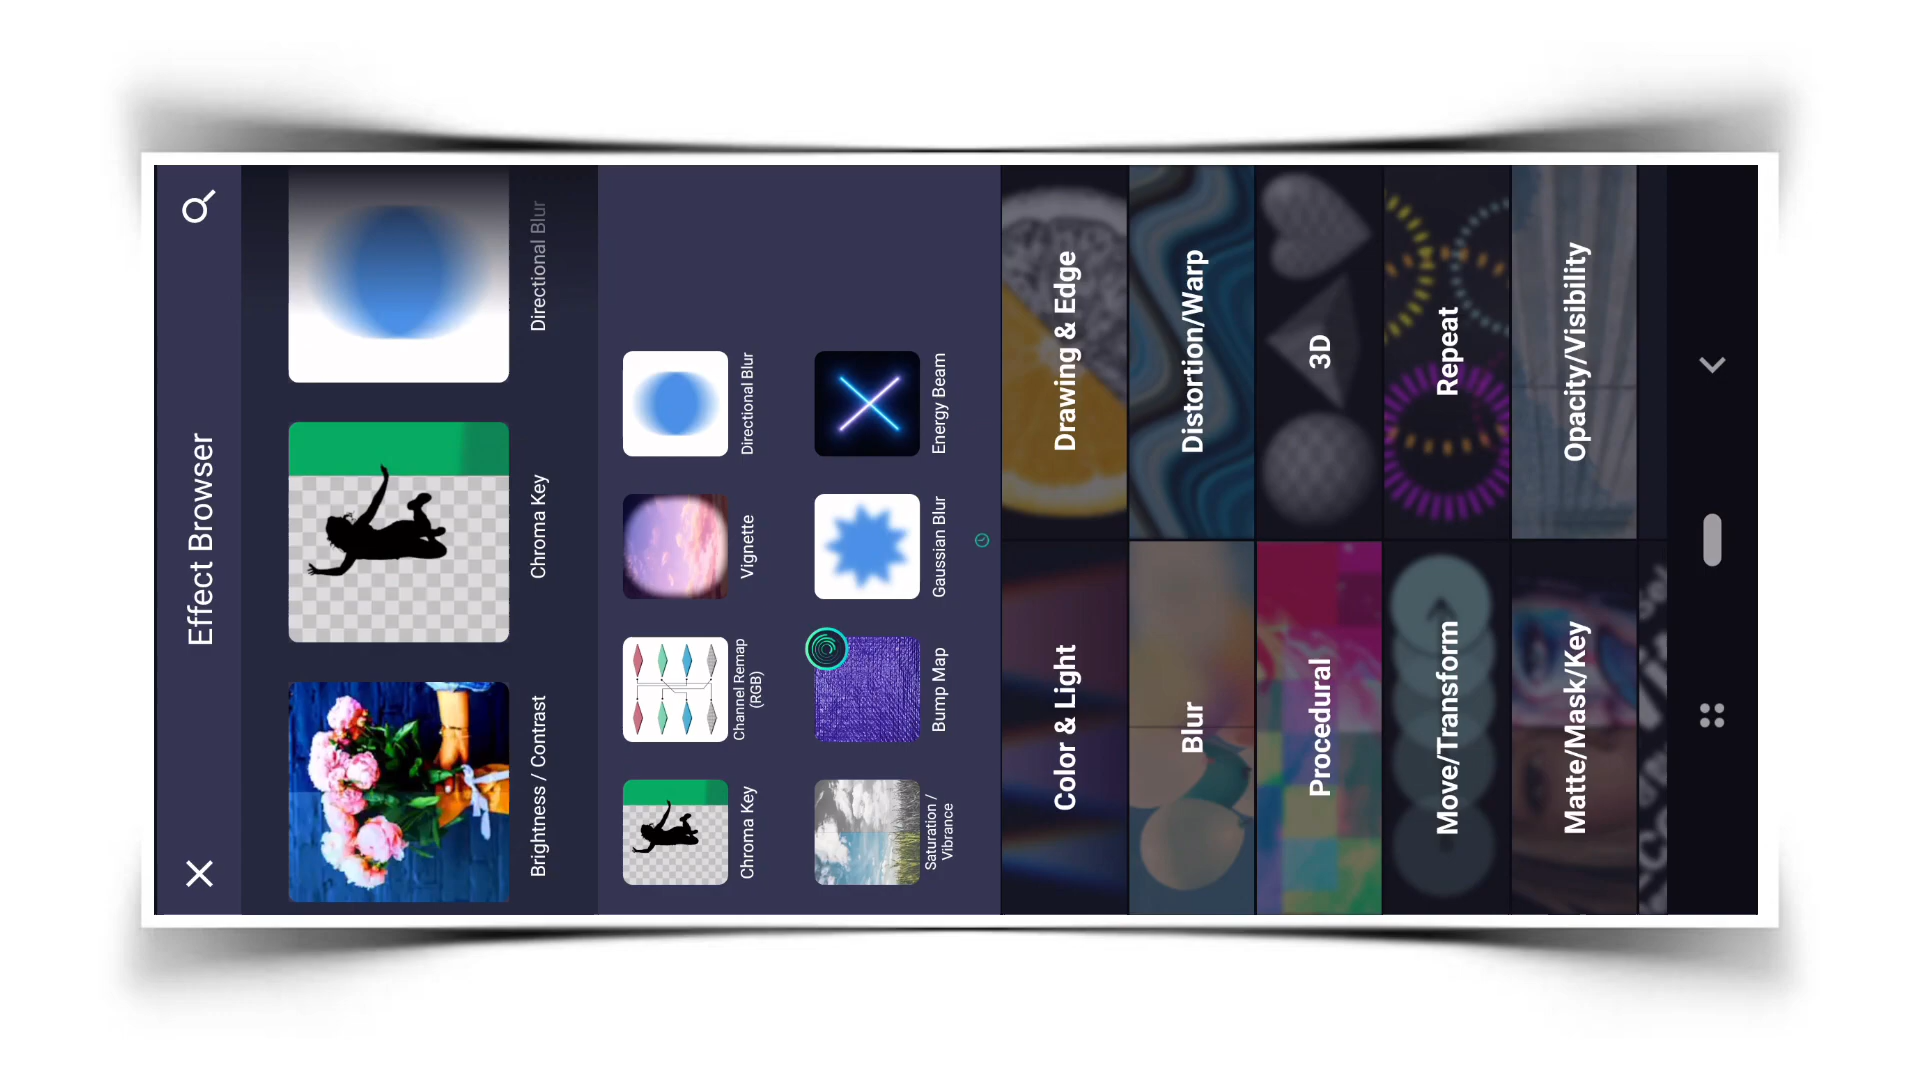 Effect Browser
Brightness / Contrast
Chroma Key
Directional Blur
Chroma Key
Channel Remap
(RGB)
Vignette
Directional Blur
Saturation /
Vibrance
Bump Map
Gaussian Blur
Energy Beam
Color & Light
Drawing & Edge
Blur
Distortion/Warp
Procedural
3D
Move/Transform
Repeat
Matte/Mask/Key
Opacity/Visibility